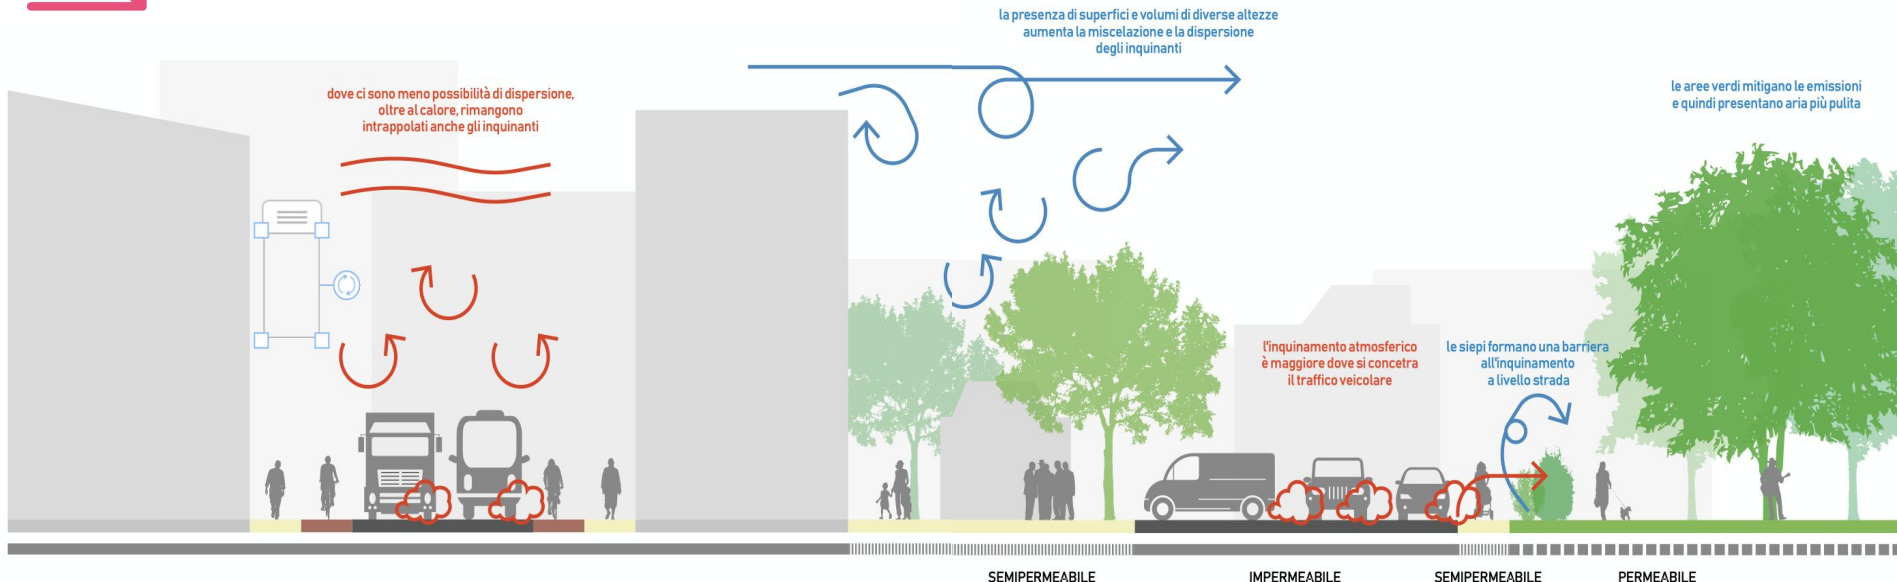 la presenza di superfici e volumi di diverse altezze
aumenta la miscelazione e la dispersione
degli inquinanti
dove ci sono meno possibilità di dispersione,
oltre al calore, rimangono
intrappolati anche gli inquinanti
le aree verdi mitigano le emissioni
e quindi presentano aria più pulita
l'inquinamento atmosferico
è maggiore dove si concetra
il traffico veicolare
le siepi formano una barriera
all'inquinamento
a livello strada
SEMIPERMEABILE
IMPERMEABILE
SEMIPERMEABILE
PERMEABILE